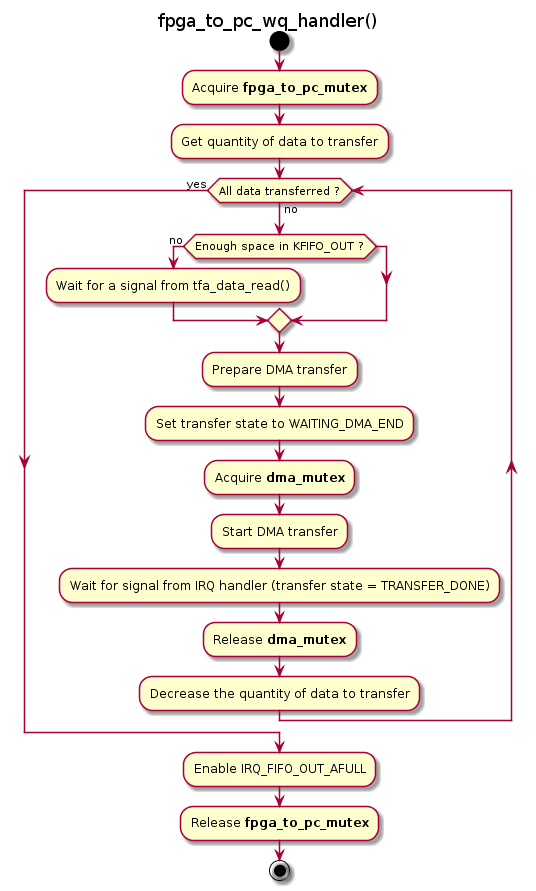 fpga_to_pc_wq_handler()
Acquire fpga_to_pc_mutex
Get quantity of data to transfer
yes
All data transferred ?
no
no
Enough space in KFIFO_OUT ?
Wait for a signal from tfa_data_read()
Prepare DMA transfer
Set transfer state to WAITING_DMA_END
Acquire dma_mutex
Start DMA transfer
Wait for signal from IRQ handler (transfer state = TRANSFER_DONE)
Release dma_mutex
Decrease the quantity of data to transfer
Enable IRQ_FIFO_OUT_AFULL
Release fpga_to_pc_mutex